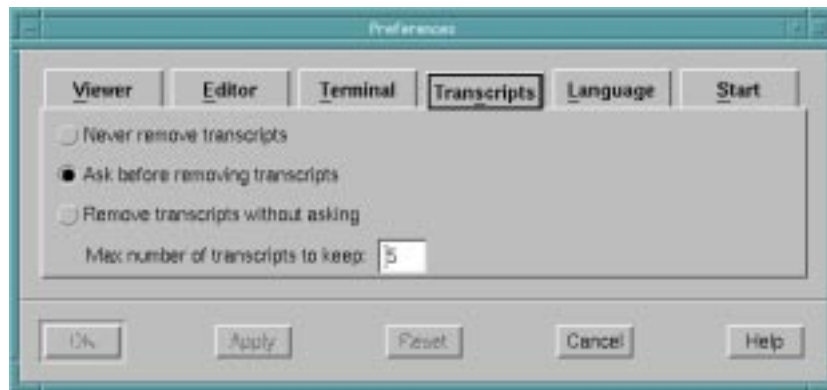 Preferences
Viewer Editor Terminal Transcripts Language Start
Never remove transcripts
Ask before removing transcripts
Remove transcripts without asking
Max number of transcripts to keep: 5
OK Apply Reset Cancel Help